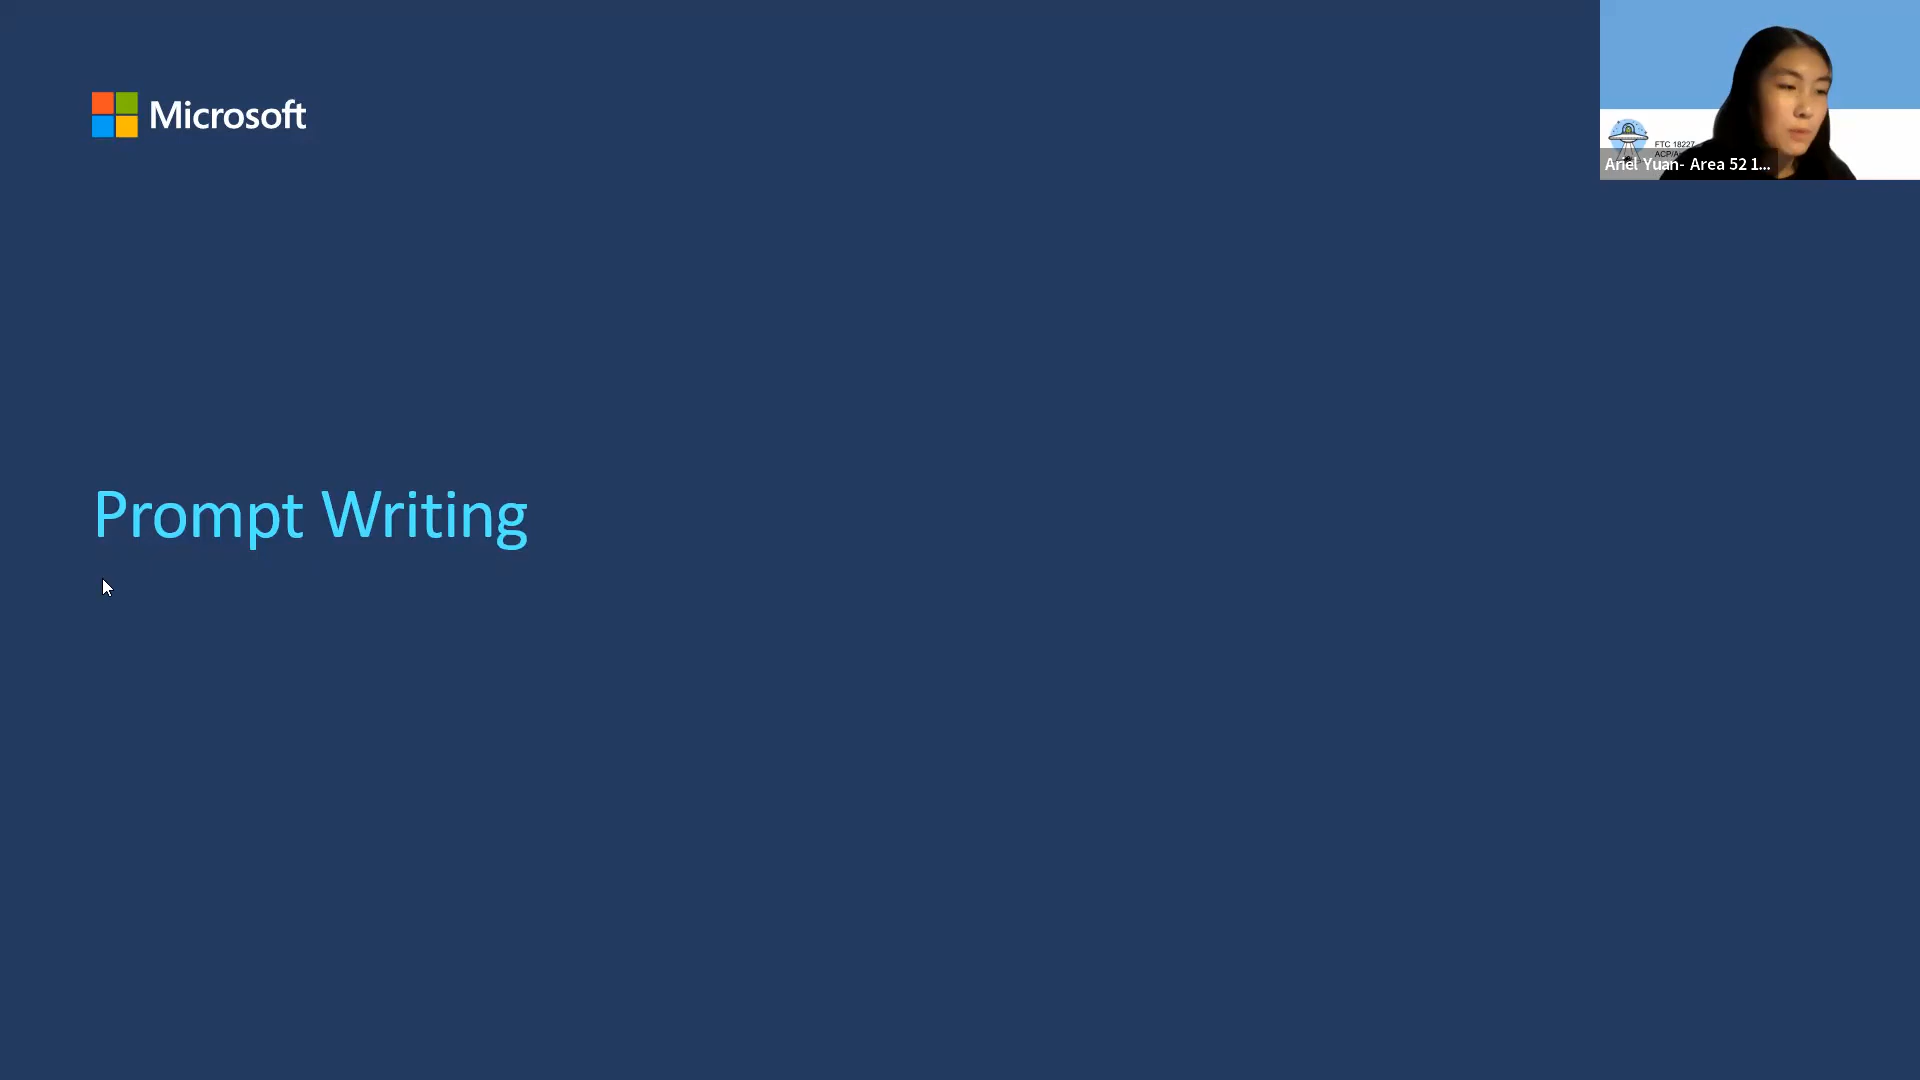 Microsoft
FTC 18227
Ariel Yuan- Area 52 1...
Prompt Writing